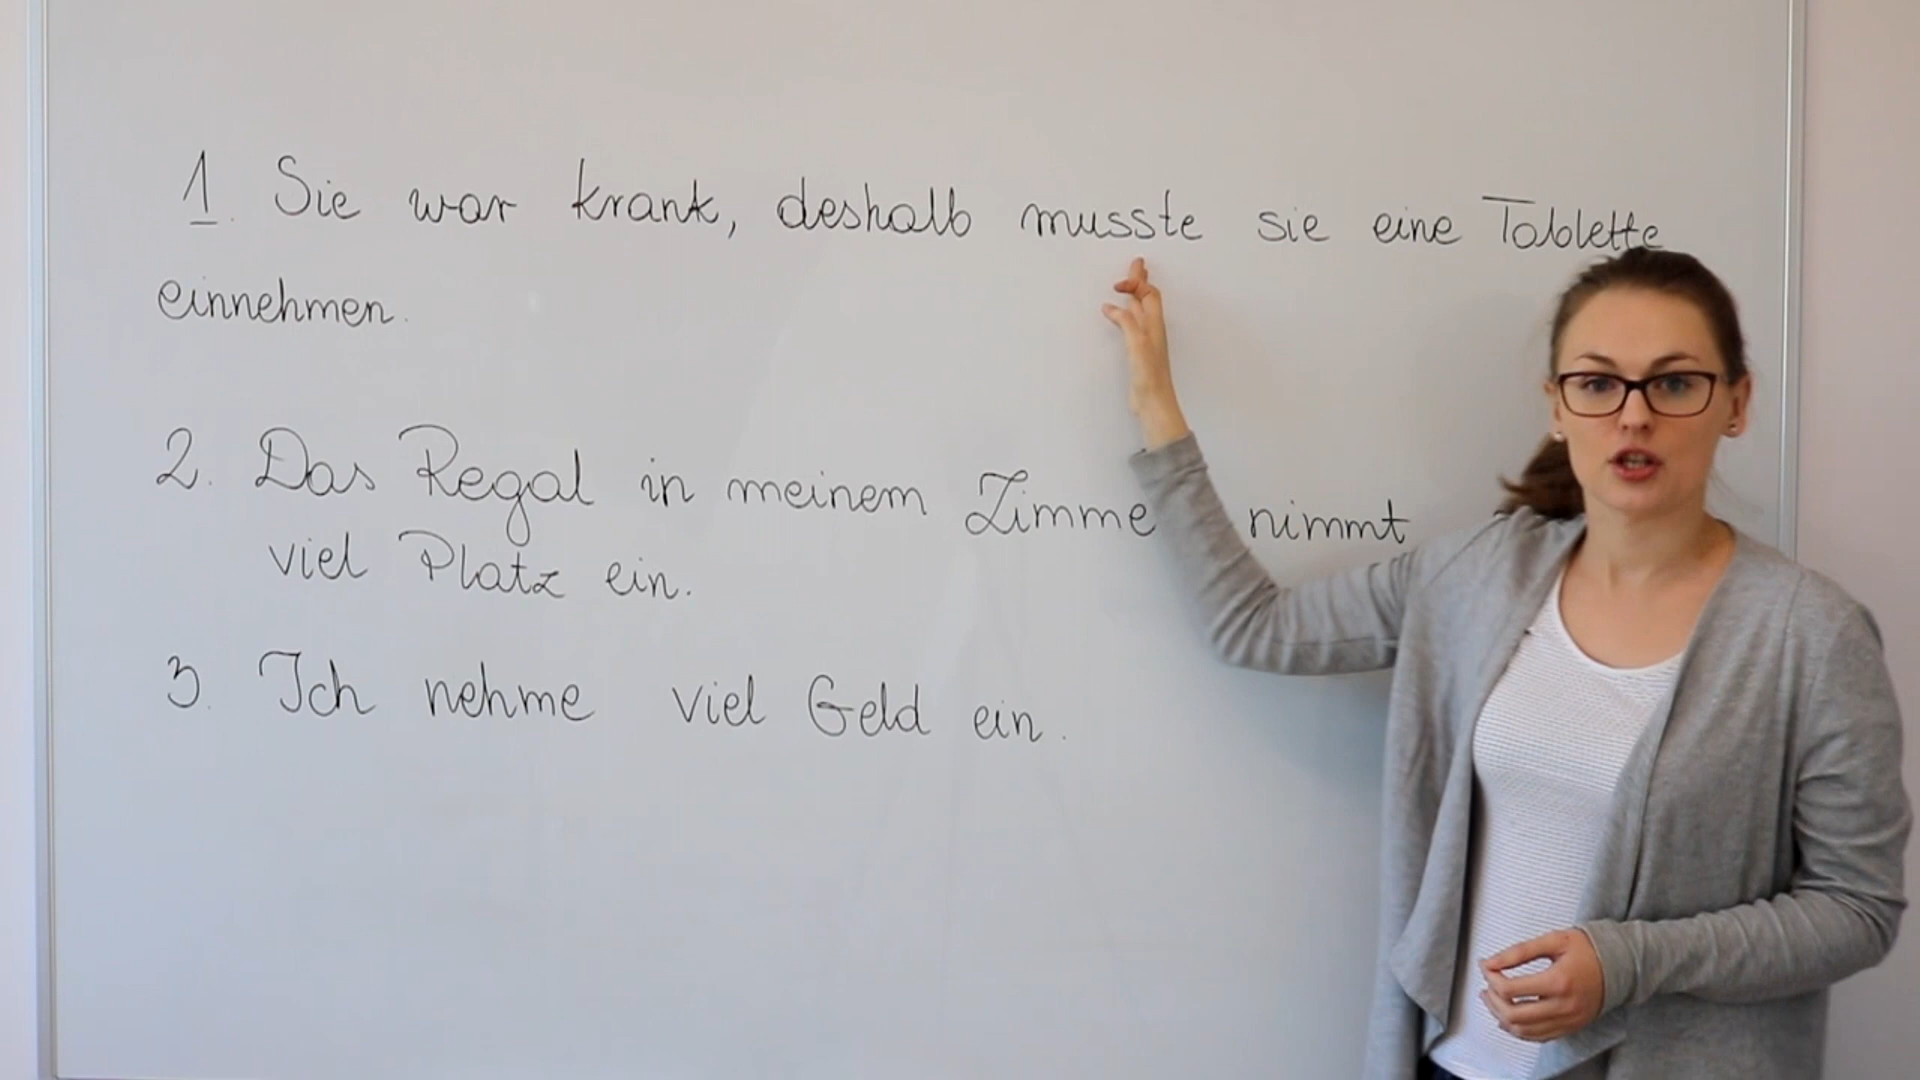 1. Sie war krank, deshalb musste sie eine Tablette
einnehmen.
2. Das Regal in meinem Zimme nimmt
viel Platz ein.
3. Ich nehme viel Geld ein.